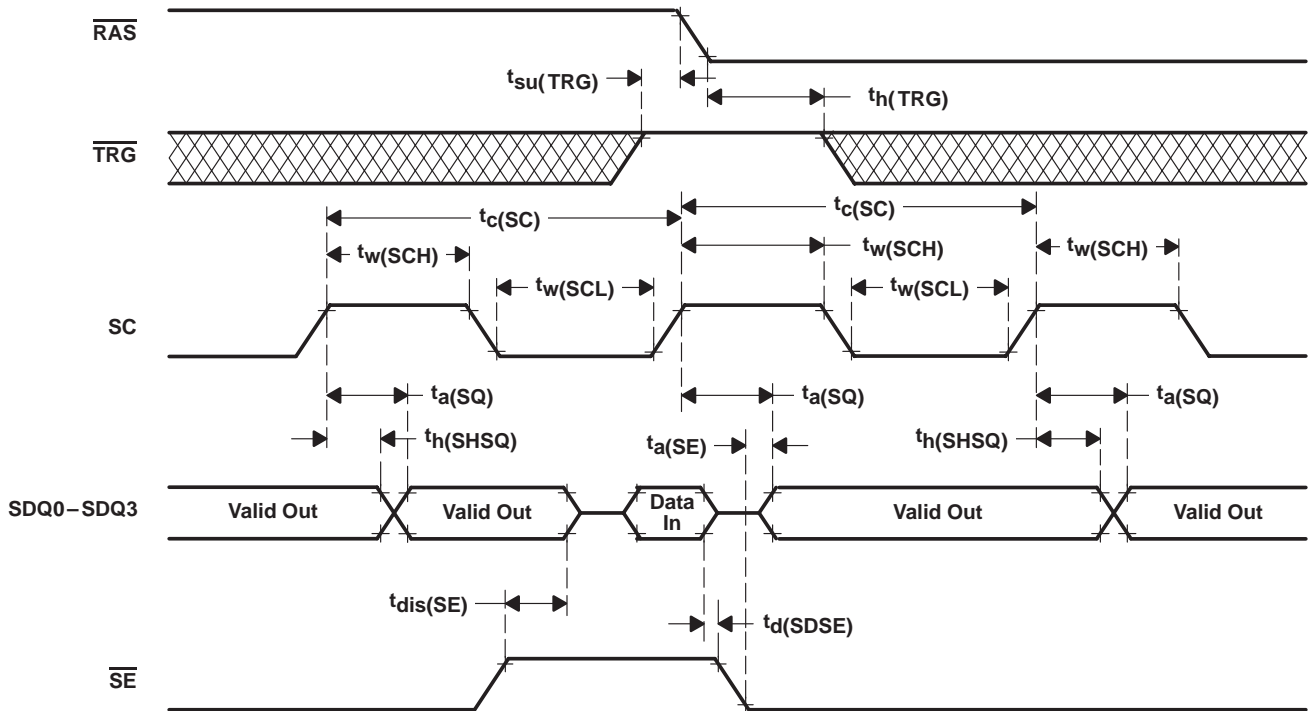 RAS
tsu(TRG)
th(TRG)
TRG
tc(SC)
tc(SC)
tw(SCH)
tw(SCH)
tw(SCH)
tw(SCL)
tw(SCL)
SC
ta(SQ)
ta(SQ)
ta(SQ)
th(SHSQ)
ta(SE)
th(SHSQ)
SDQ0–SDQ3
Valid Out
Valid Out
Data
In
Valid Out
Valid Out
tdis(SE)
td(SDSE)
SE